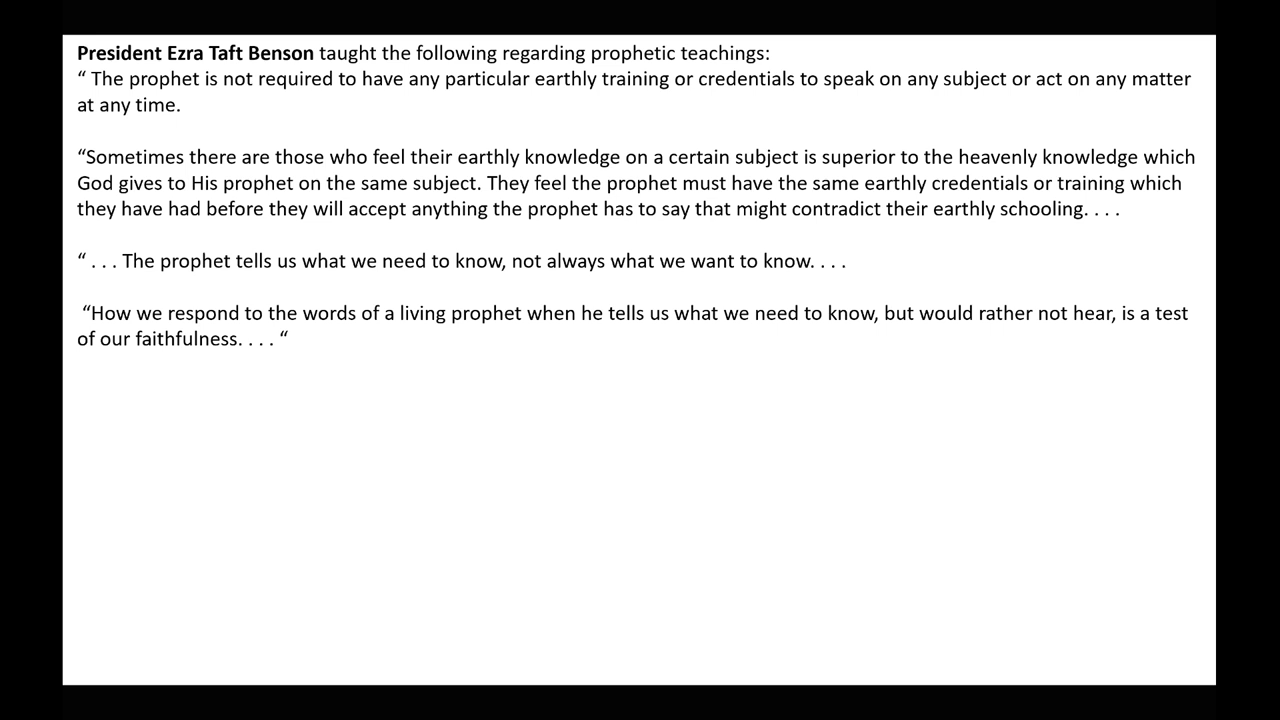 President Ezra Taft Benson taught the following regarding prophetic teachings:
“ The prophet is not required to have any particular earthly training or credentials to speak on any subject or act on any matter
at any time.
“Sometimes there are those who feel their earthly knowledge on a certain subject is superior to the heavenly knowledge which
God gives to His prophet on the same subject. They feel the prophet must have the same earthly credentials or training which
they have had before they will accept anything the prophet has to say that might contradict their earthly schooling. . . .
“ . . . The prophet tells us what we need to know, not always what we want to know. . . .
“How we respond to the words of a living prophet when he tells us what we need to know, but would rather not hear, is a test
of our faithfulness. . . . “